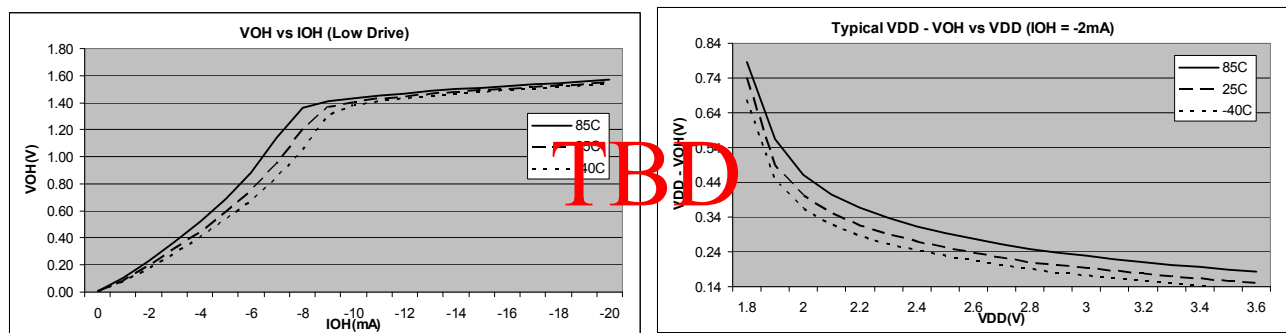 VOH vs IOH (Low Drive)
VOH(V)
1.80
1.60
1.40
1.20
1.00
0.80
0.60
0.40
0.20
0.00
0 -2 -4 -6 -8 -10 -12 -14 -16 -18 -20
IOH(mA)
85C
TBD
Typical VDD - VOH vs VDD (IOH = -2mA)
VDD - VOH(V)
0.84
0.74
0.64
0.54
0.44
0.34
0.24
0.14
1.8 2 2.2 2.4 2.6 2.8 3 3.2 3.4 3.6
VDD(V)
85C
25C
-40C